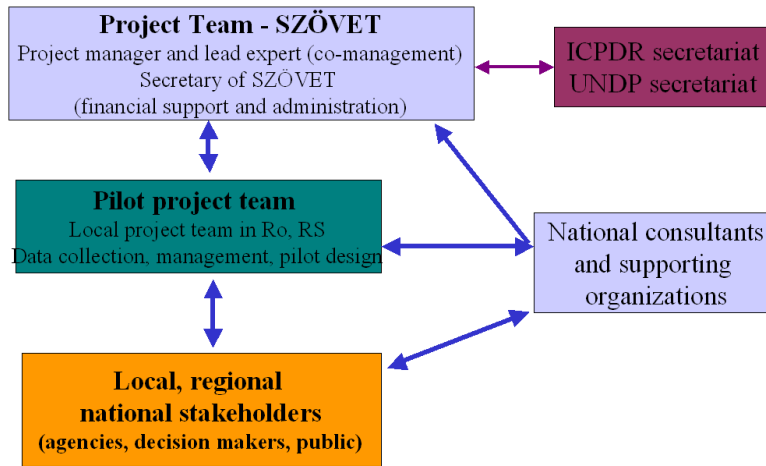 Project Team - SZÖVET
Project manager and lead expert (co-management)
Secretary of SZÖVET
(financial support and administration)
ICPDR secretariat
UNDP secretariat
Pilot project team
Local project team in Ro, RS
Data collection, management, pilot design
National consultants
and supporting
organizations
Local, regional
national stakeholders
(agencies, decision makers, public)